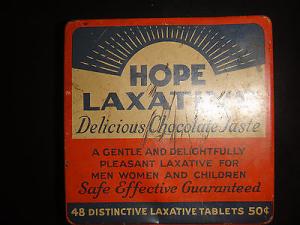 HOPE
LAXATIVE
Delicious Chocolate Taste
A GENTLE AND DELIGHTFULLY
PLEASANT LAXATIVE FOR
MEN WOMEN AND CHILDREN
Safe Effective Guaranteed
48 DISTINCTIVE LAXATIVE TABLETS 50¢